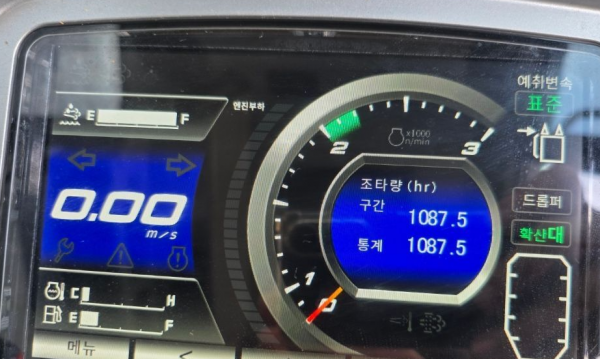 예취변속
표준
E F
엔진부하
x1000
n/min
2
3
0.00
m/s
조타량(hr)
구간
1087.5
통계
1087.5
드롭퍼
확산대
1
0
C H
E F
메뉴
<